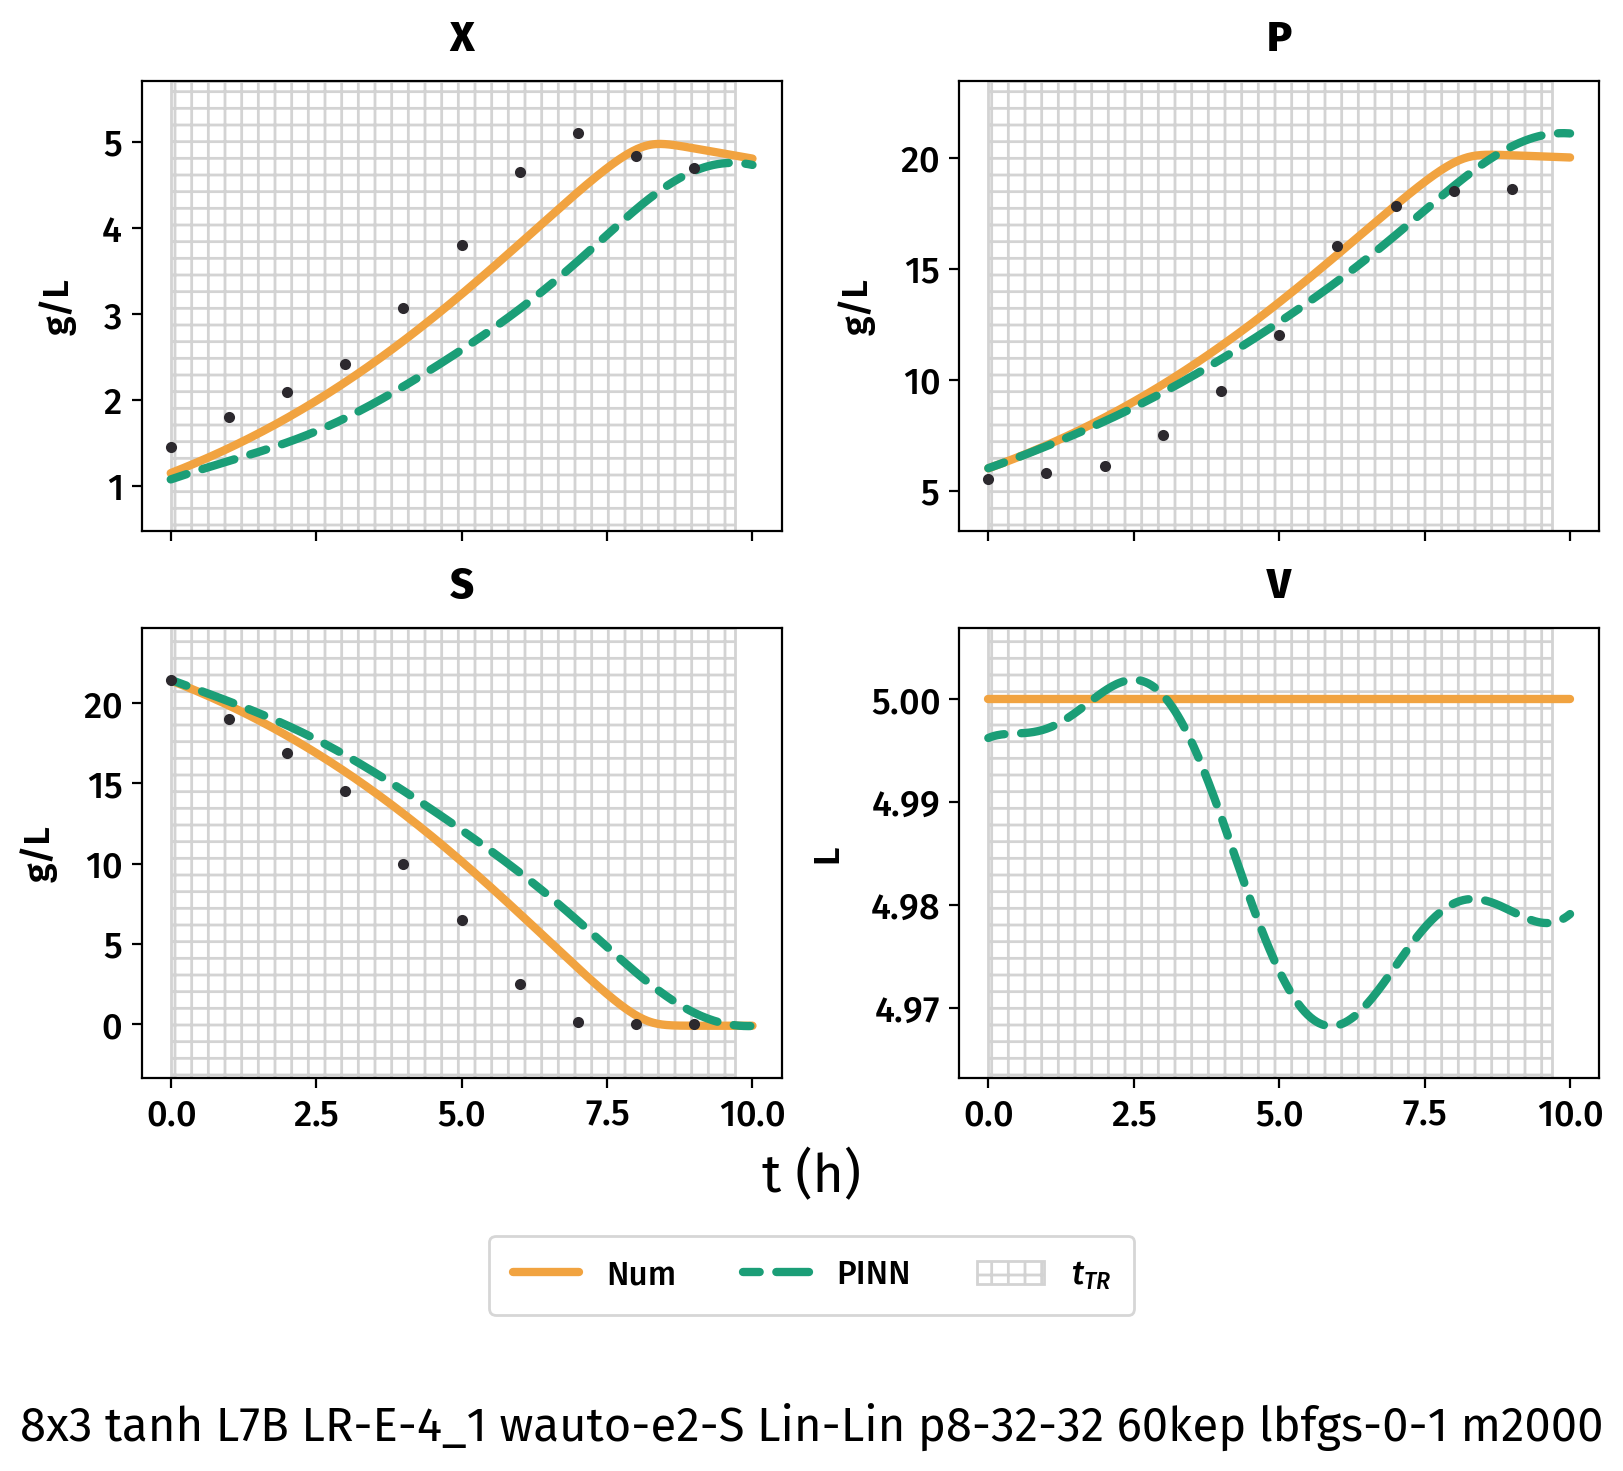 X
P
5
4
3
2
1
g/L
20
15
10
5
g/L
S
V
20
15
10
5
0
g/L
0.0 2.5 5.0 7.5 10.0
5.00
4.99
4.98
4.97
L
0.0 2.5 5.0 7.5 10.0
t (h)
Num PINN tTR
8x3 tanh L7B LR-E-4_1 wauto-e2-S Lin-Lin p8-32-32 60kep lbfgs-0-1 m2000